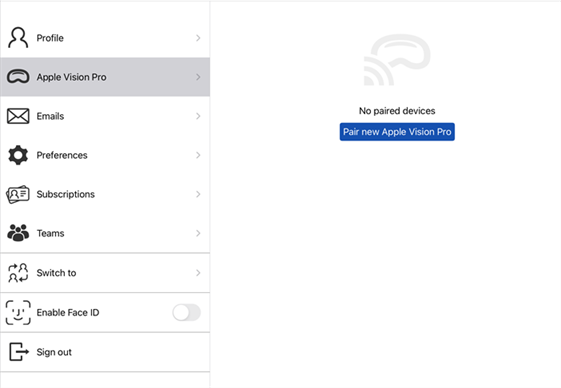 Profile
Apple Vision Pro
Emails
Preferences
Subscriptions
Teams
Switch to
Enable Face ID
Sign out
No paired devices
Pair new Apple Vision Pro